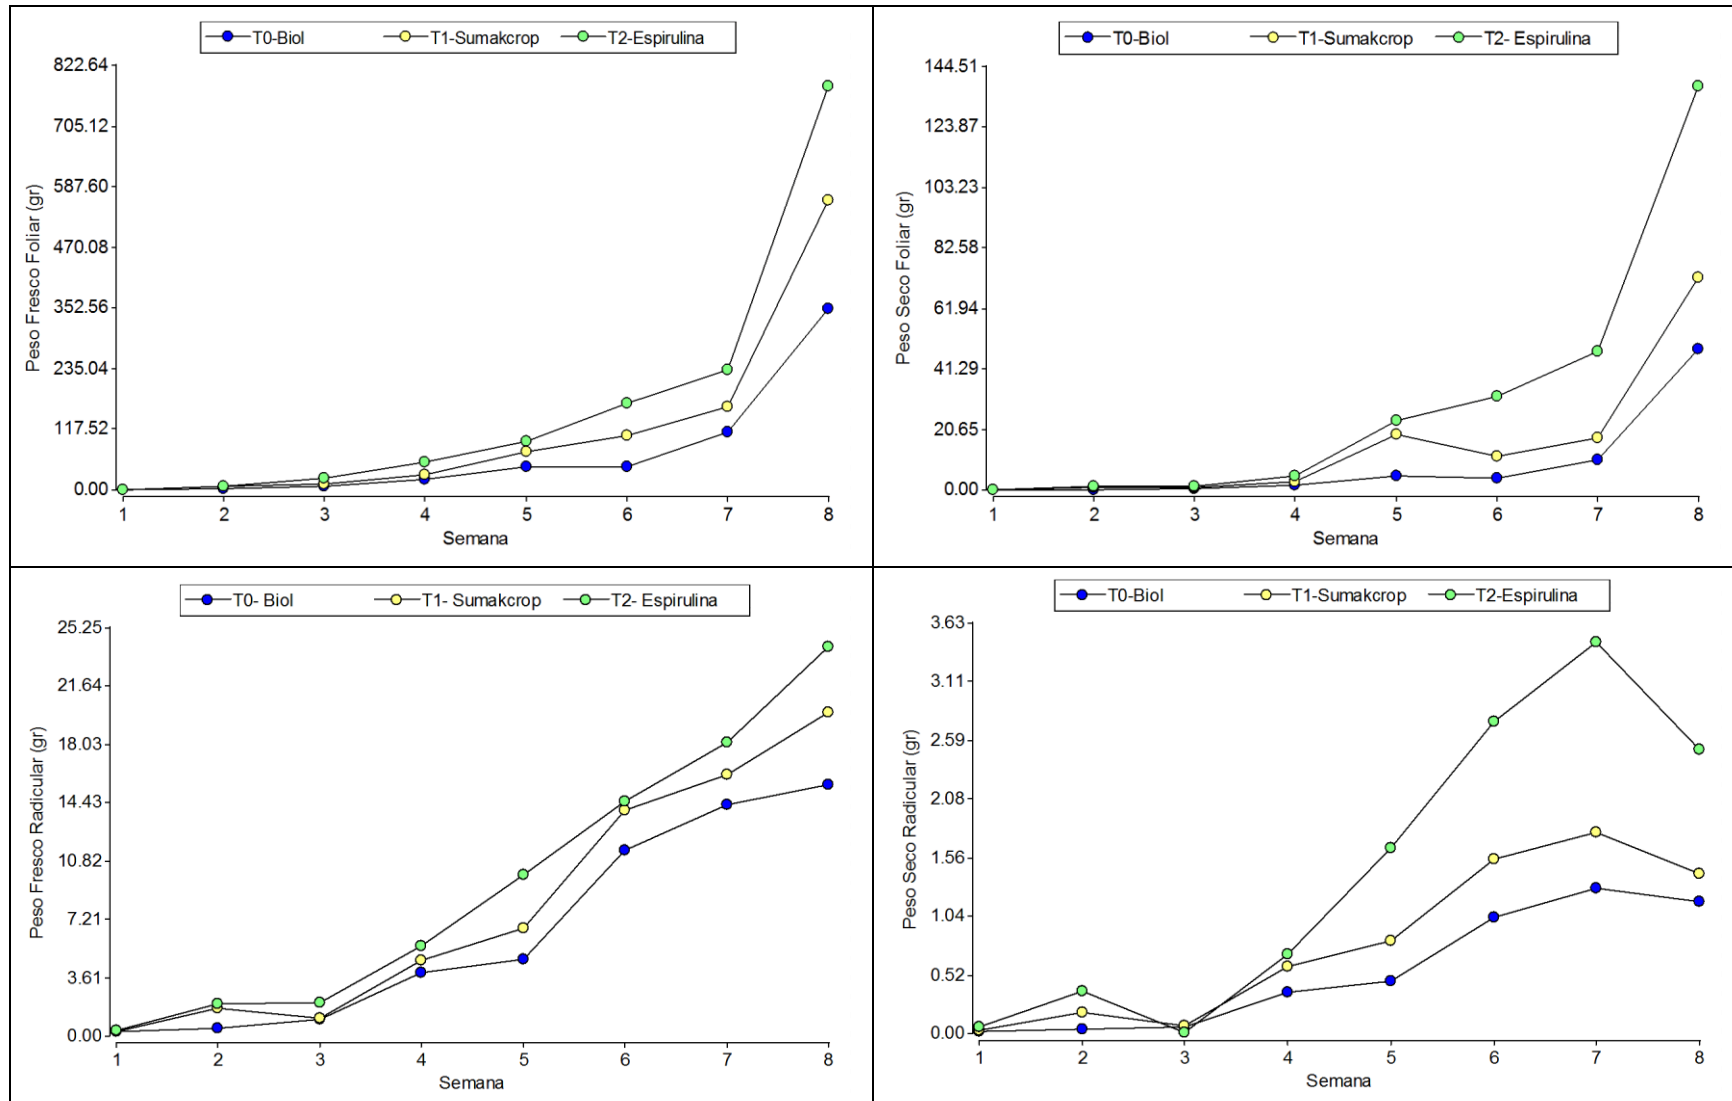 T0-Biol T1-Sumakcrop T2-Espirulina
822.64
705.12
587.60
470.08
352.56
235.04
117.52
0.00
Peso Fresco Foliar (gr)
1 2 3 4 5 6 7 8
Semana
T0-Biol T1-Sumakcrop T2- Espirulina
144.51
123.87
103.23
82.58
61.94
41.29
20.65
0.00
Peso Seco Foliar (gr)
1 2 3 4 5 6 7 8
Semana
T0- Biol T1- Sumakcrop T2- Espirulina
25.25
21.64
18.03
14.43
10.82
7.21
3.61
0.00
Peso Fresco Radicular (gr)
1 2 3 4 5 6 7 8
Semana
T0-Biol T1-Sumakcrop T2-Espirulina
3.63
3.11
2.59
2.08
1.56
1.04
0.52
0.00
Peso Seco Radicular (gr)
1 2 3 4 5 6 7 8
Semana